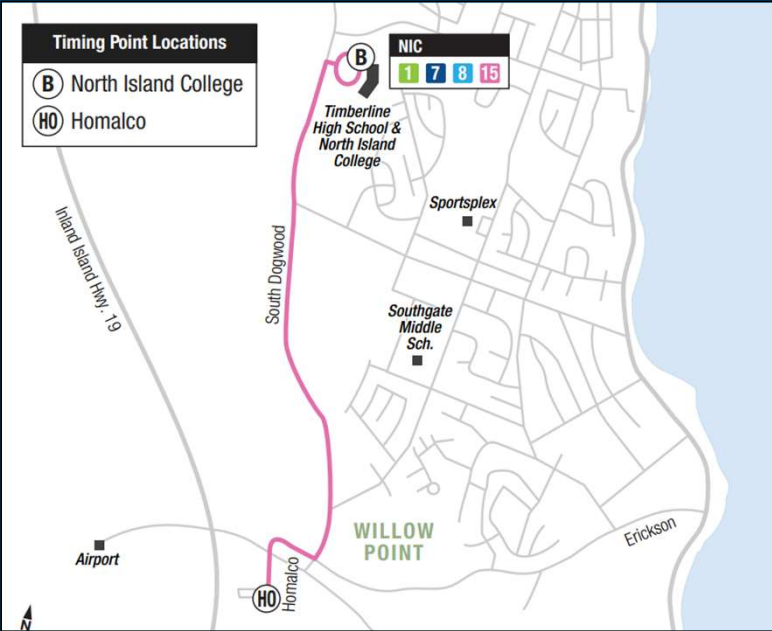 Timing Point Locations
B North Island College
HO Homalco
B
NIC
1 7 8 15
Timberline
High School &
North Island
College
Sportsplex
Inland Island Hwy. 19
South Dogwood
Southgate
Middle
Sch.
WILLOW
POINT
Erickson
Airport
HO
Homalco
N